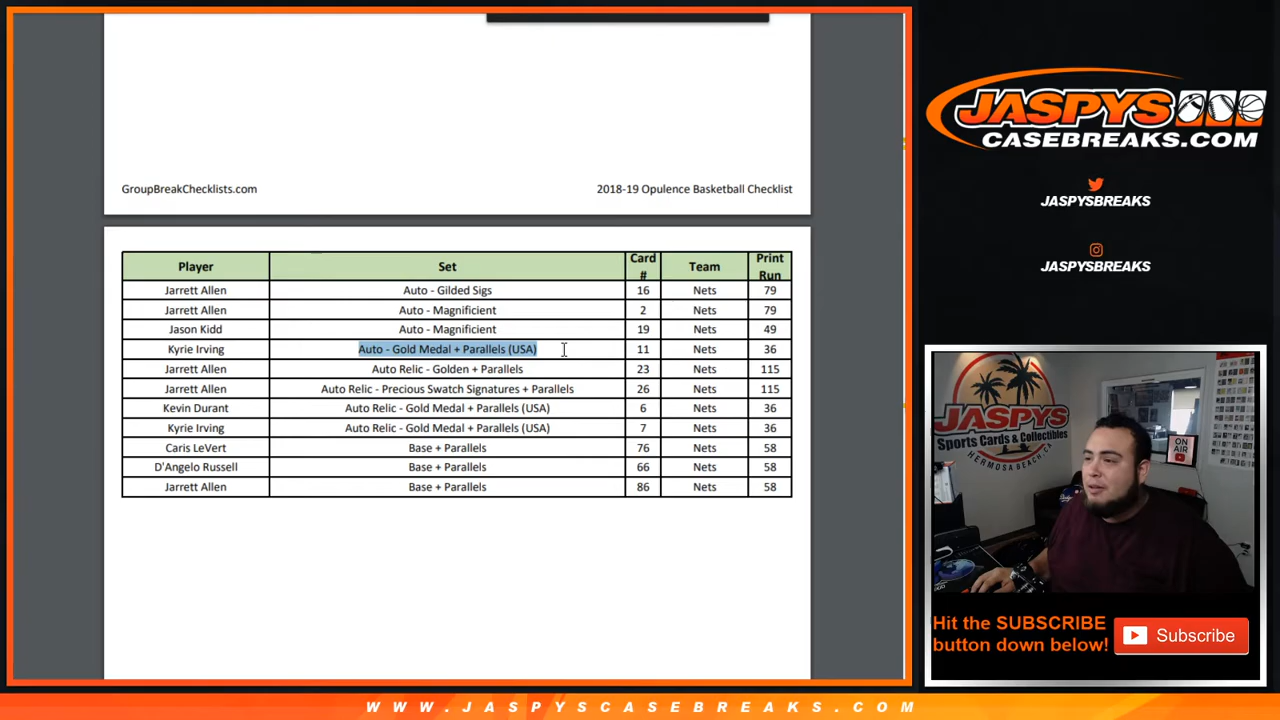 GroupBreakChecklists.com 2018-19 Opulence Basketball Checklist
Player Set Card # Team Print Run
Jarrett Allen Auto - Gilded Sigs 16 Nets 79
Jarrett Allen Auto - Magnificient 2 Nets 79
Jason Kidd Auto - Magnificient 19 Nets 49
Kyrie Irving Auto - Gold Medal + Parallels (USA) 11 Nets 36
Jarrett Allen Auto Relic - Golden + Parallels 23 Nets 115
Jarrett Allen Auto Relic - Precious Swatch Signatures + Parallels 26 Nets 115
Kevin Durant Auto Relic - Gold Medal + Parallels (USA) 6 Nets 36
Kyrie Irving Auto Relic - Gold Medal + Parallels (USA) 7 Nets 36
Caris LeVert Base + Parallels 76 Nets 58
D'Angelo Russell Base + Parallels 66 Nets 58
Jarrett Allen Base + Parallels 86 Nets 58
JASPYS
CASEBREAKS.COM
JASPYSBREAKS
JASPYSBREAKS
JASPYS
Sports Cards & Collectibles
HERMOSA BEACH, CA
ON
AIR
Hit the SUBSCRIBE
button down below!
Subscribe
WWW.JASPYSCASEBREAKS.COM